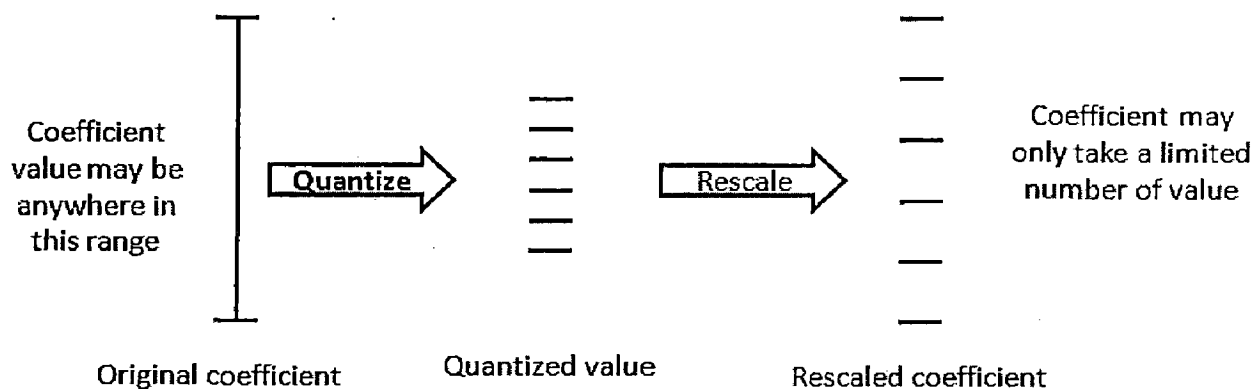 Coefficient
value may be
anywhere in
this range
Quantize
Rescale
Coefficient may
only take a limited
number of value
Original coefficient
Quantized value
Rescaled coefficient